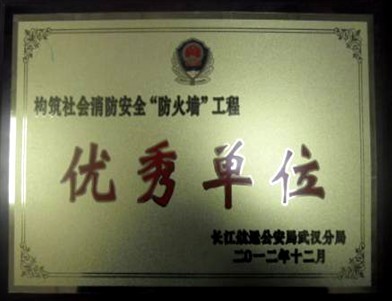 构筑社会消防安全“防火墙”工程
优秀单位
长江航运公安局武汉分局
二〇一二年十二月